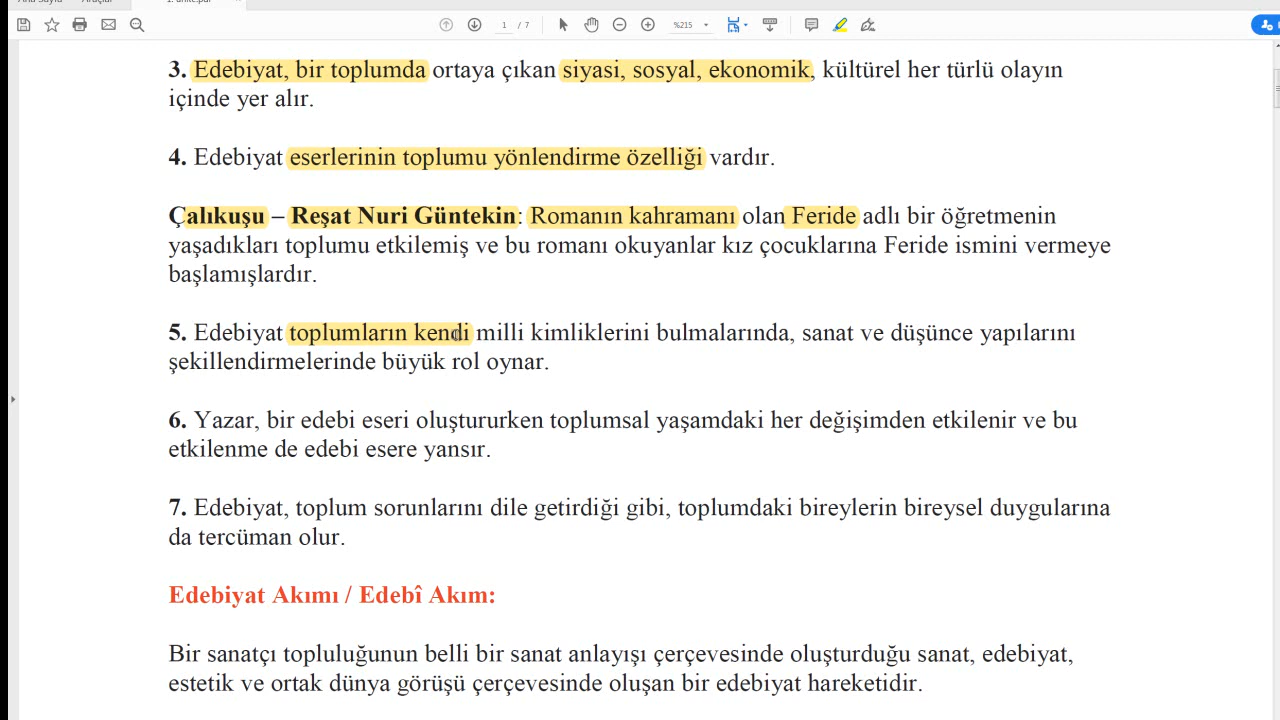 1 / 7
%215
3. Edebiyat, bir toplumda ortaya çıkan siyasi, sosyal, ekonomik, kültürel her türlü olayın
içinde yer alır.
4. Edebiyat eserlerinin toplumu yönlendirme özelliği vardır.
Çalıkuşu – Reşat Nuri Güntekin: Romanın kahramanı olan Feride adlı bir öğretmenin
yaşadıkları toplumu etkilemiş ve bu romanı okuyanlar kız çocuklarına Feride ismini vermeye
başlamışlardır.
5. Edebiyat toplumların kendi milli kimliklerini bulmalarında, sanat ve düşünce yapılarını
şekillendirmelerinde büyük rol oynar.
6. Yazar, bir edebi eseri oluştururken toplumsal yaşamdaki her değişimden etkilenir ve bu
etkilenme de edebi esere yansır.
7. Edebiyat, toplum sorunlarını dile getirdiği gibi, toplumdaki bireylerin bireysel duygularına
da tercüman olur.
Edebiyat Akımı / Edebî Akım:
Bir sanatçı topluluğunun belli bir sanat anlayışı çerçevesinde oluşturduğu sanat, edebiyat,
estetik ve ortak dünya görüşü çerçevesinde oluşan bir edebiyat hareketidir.